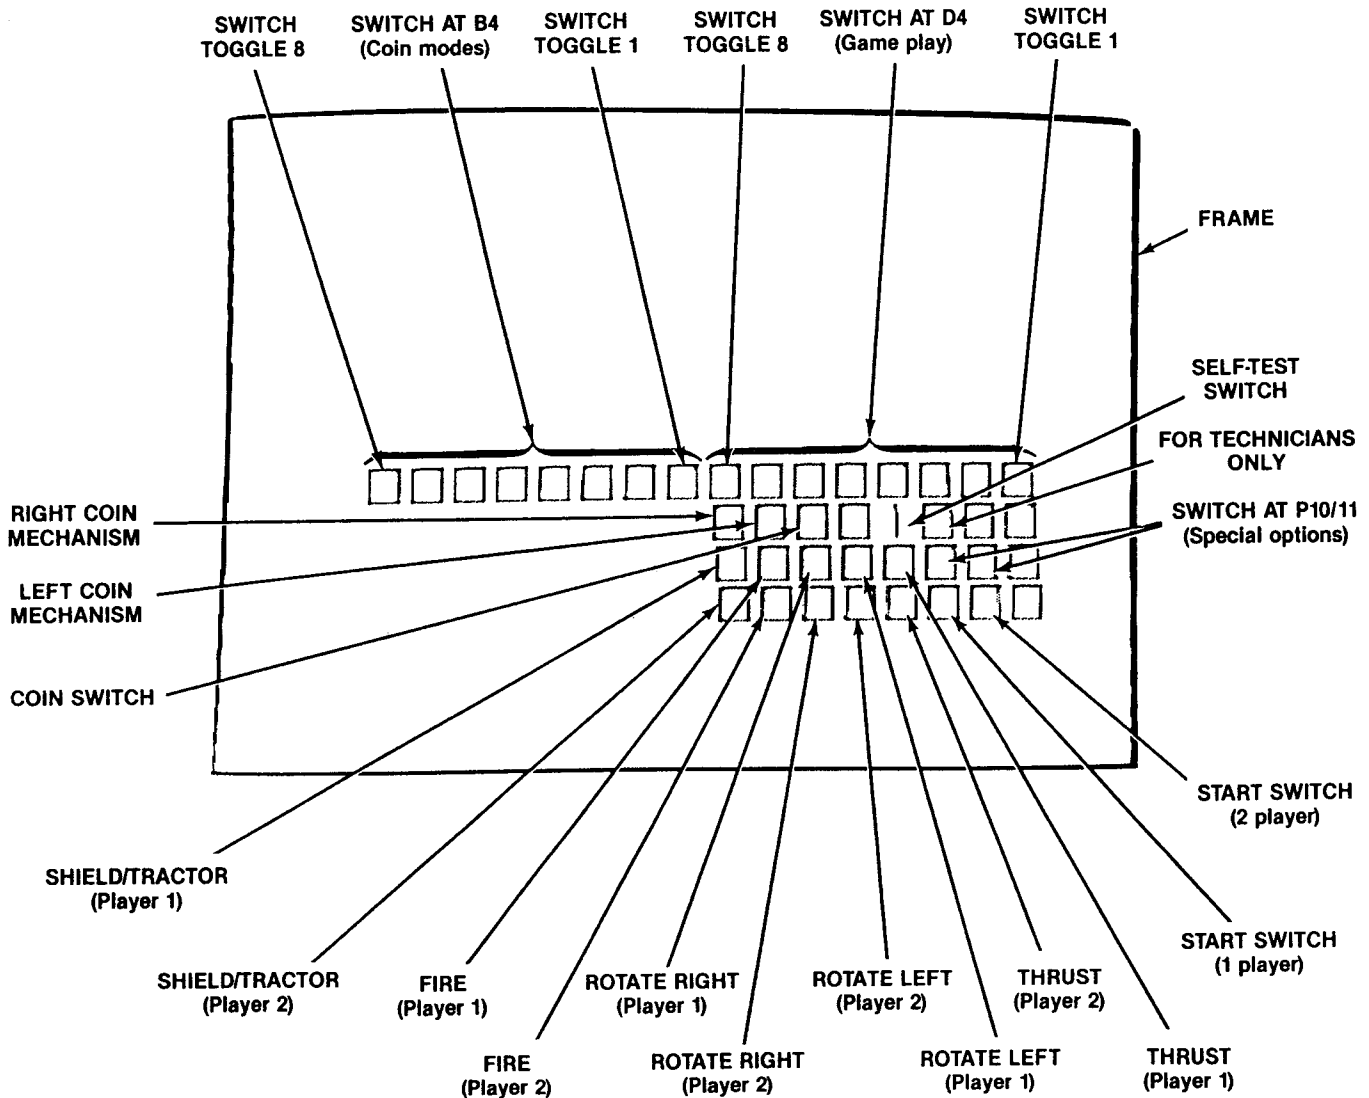 SWITCH
TOGGLE 8
SWITCH AT B4
(Coin modes)
SWITCH
TOGGLE 1
SWITCH
TOGGLE 8
SWITCH AT D4
(Game play)
SWITCH
TOGGLE 1
FRAME
SELF-TEST
SWITCH
FOR TECHNICIANS
ONLY
SWITCH AT P10/11
(Special options)
RIGHT COIN
MECHANISM
LEFT COIN
MECHANISM
COIN SWITCH
START SWITCH
(2 player)
SHIELD/TRACTOR
(Player 1)
START SWITCH
(1 player)
SHIELD/TRACTOR
(Player 2)
FIRE
(Player 1)
ROTATE RIGHT
(Player 1)
ROTATE LEFT
(Player 2)
THRUST
(Player 2)
FIRE
(Player 2)
ROTATE RIGHT
(Player 2)
ROTATE LEFT
(Player 1)
THRUST
(Player 1)